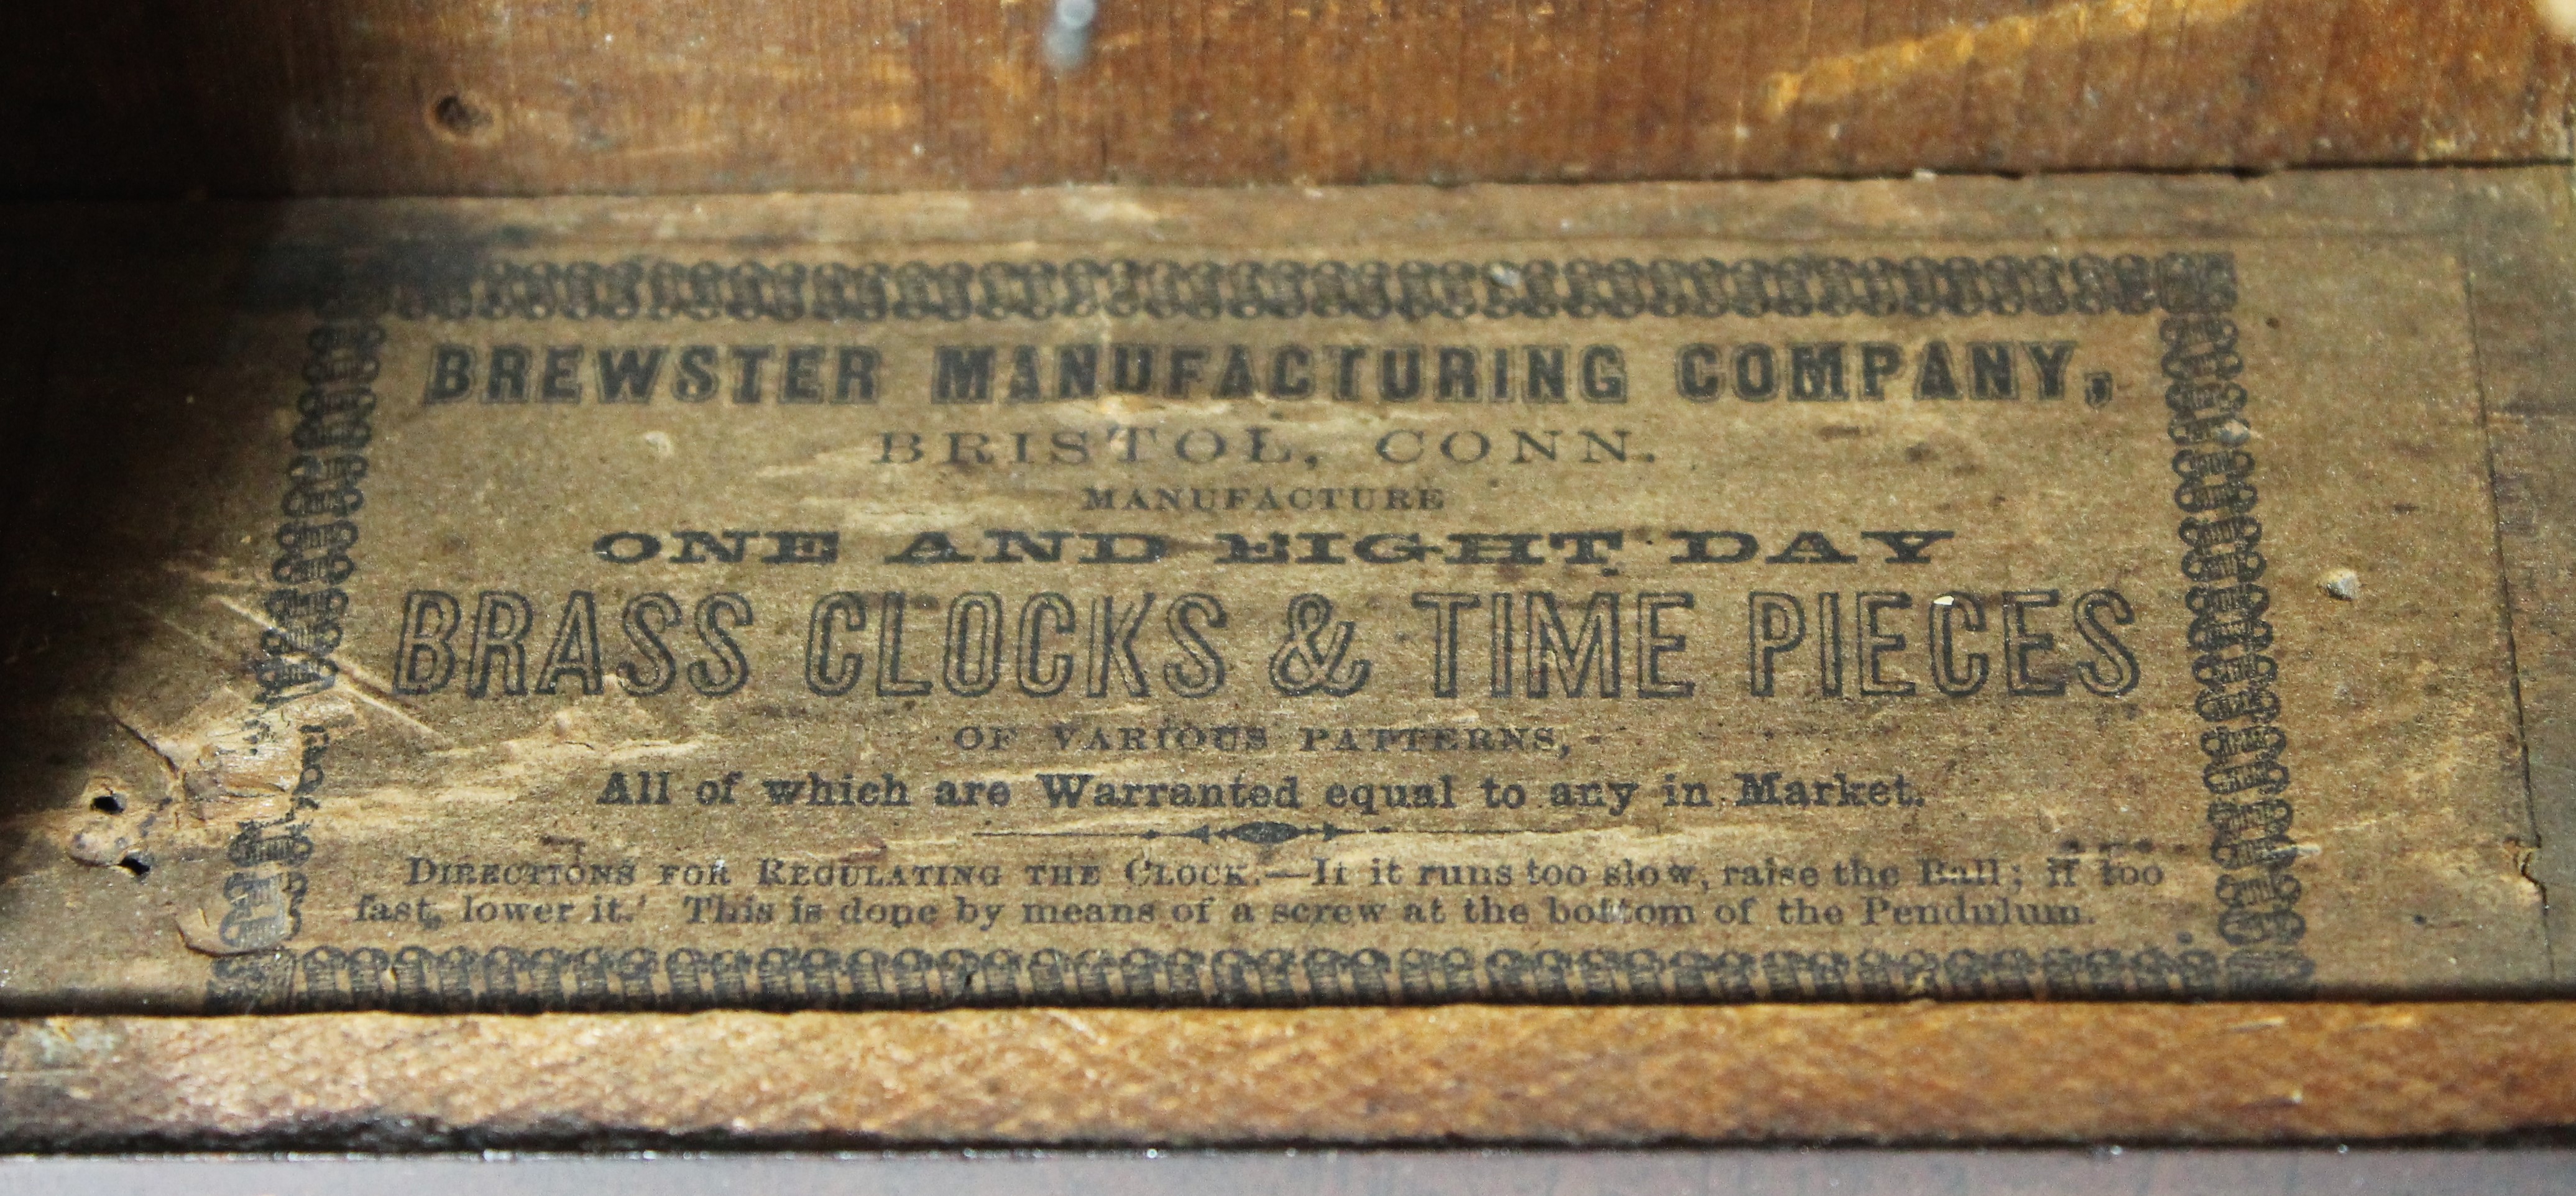 BREWSTER MANUFACTURING COMPANY,
BRISTOL, CONN.
MANUFACTURE
ONE AND EIGHT DAY
BRASS CLOCKS & TIME PIECES
OF VARIOUS PATTERNS,
All of which are Warranted equal to any in Market.
DIRECTIONS FOR REGULATING THE CLOCK.—If it runs too slow, raise the Ball; if too
fast, lower it. This is done by means of a screw at the bottom of the Pendulum.